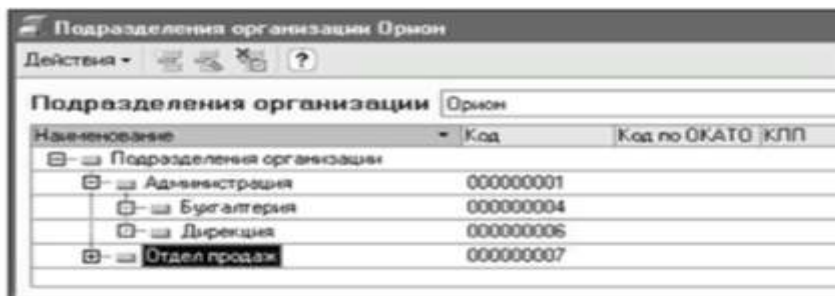 Подразделения организации Орион
Действия ?
Подразделения организации Орион
Наименование Код Код по ОКАТО КПП
Подразделения организации
Администрация 000000001
Бухгалтерия 000000004
Дирекция 000000006
Отдел продаж 000000007